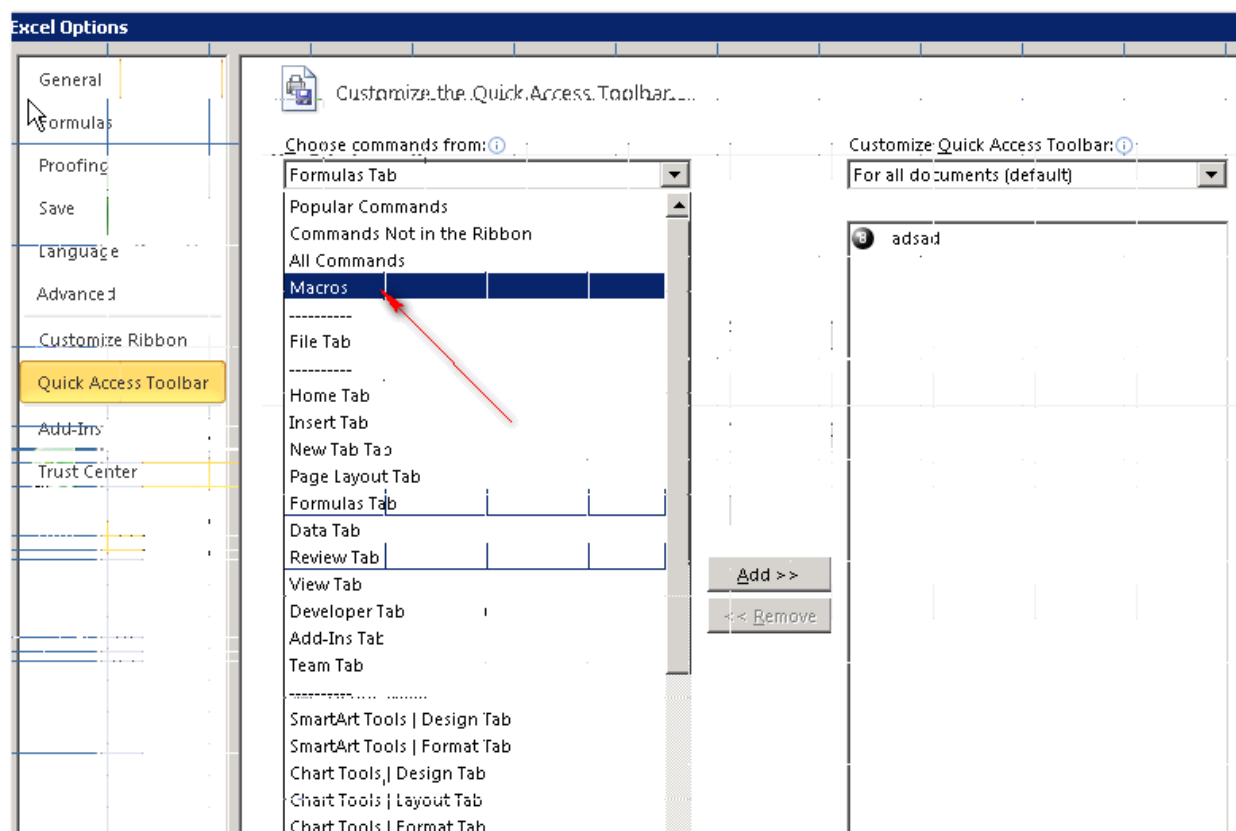 Excel Options
General
Formulas
Proofing
Save
Language
Advanced
Customize Ribbon
Quick Access Toolbar
Add-Ins
Trust Center
Customize the Quick Access Toolbar.
Choose commands from:
Formulas Tab
Popular Commands
Commands Not in the Ribbon
All Commands
Macros
----------
File Tab
----------
Home Tab
Insert Tab
New Tab Tab
Page Layout Tab
Formulas Tab
Data Tab
Review Tab
View Tab
Developer Tab
Add-Ins Tab
Team Tab
----------
SmartArt Tools | Design Tab
SmartArt Tools | Format Tab
Chart Tools | Design Tab
Chart Tools | Layout Tab
Chart Tools | Format Tab
Add >>
<< Remove
Customize Quick Access Toolbar:
For all documents (default)
adsad